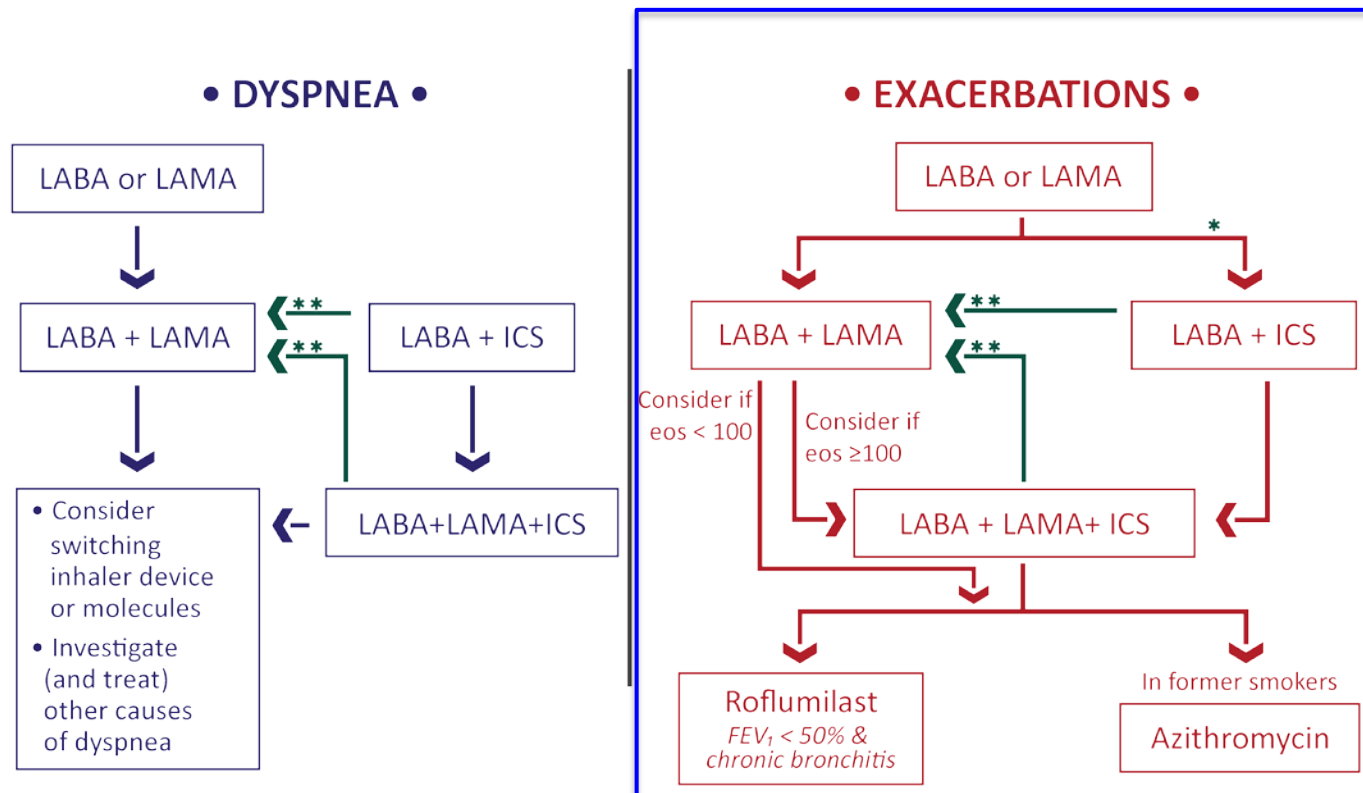 • DYSPNEA •
LABA or LAMA
LABA + LAMA
**
**
LABA + ICS
LABA+LAMA+ICS
• Consider
switching
inhaler device
or molecules
• Investigate
(and treat)
other causes
of dyspnea
• EXACERBATIONS •
LABA or LAMA
*
LABA + LAMA
**
**
LABA + ICS
Consider if
eos < 100
Consider if
eos ≥100
LABA + LAMA+ ICS
Roflumilast
FEV₁ < 50% &
chronic bronchitis
In former smokers
Azithromycin